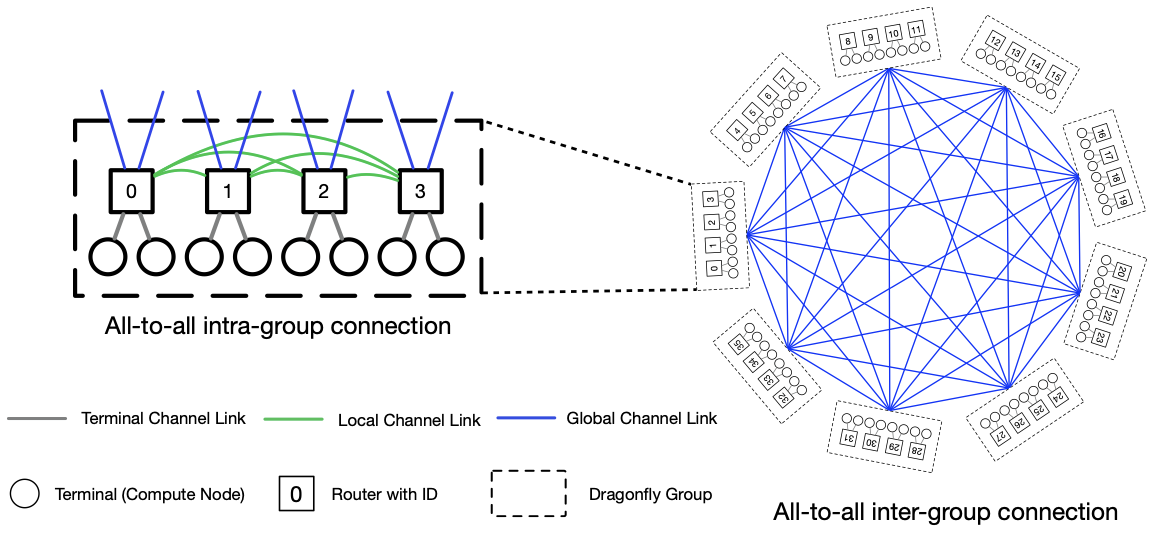 0 1 2 3
All-to-all intra-group connection
Terminal Channel Link
Local Channel Link
Global Channel Link
Terminal (Compute Node)
0
Router with ID
Dragonfly Group
0 1 2 3
4 5 6 7
8 9 10 11
12 13 14 15
16 17 18 19
20 21 22 23
24 25 26 27
28 29 30 31
32 33 34 35
All-to-all inter-group connection